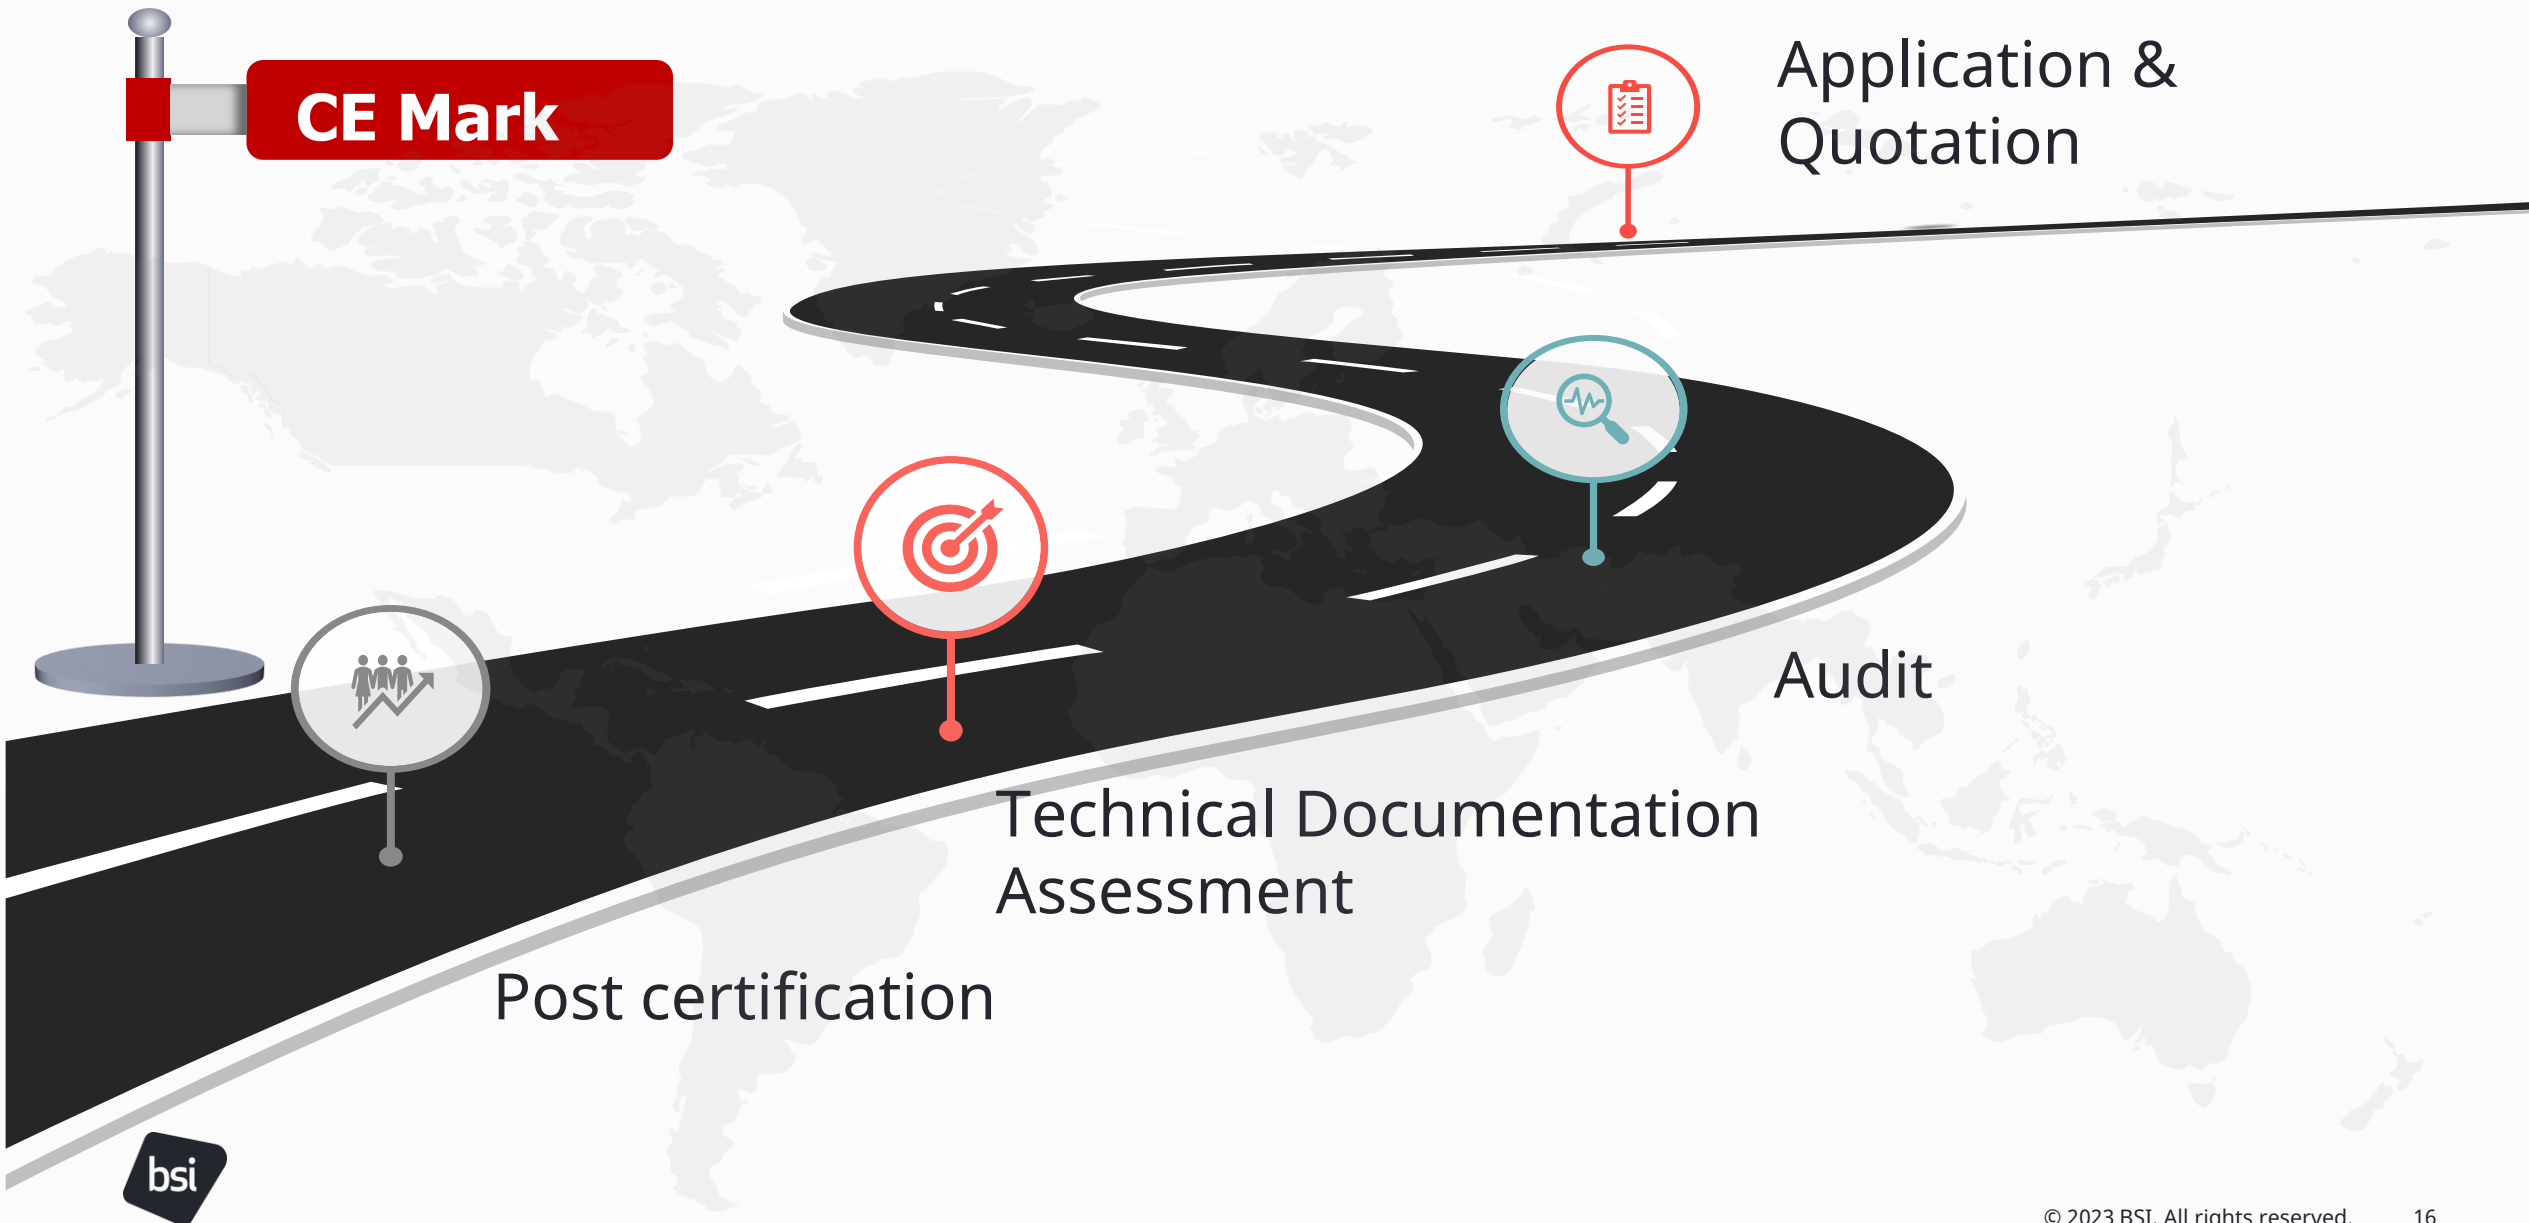 CE Mark
Application &
Quotation
Audit
Technical Documentation
Assessment
Post certification
bsi
© 2023 BSI. All rights reserved.
16